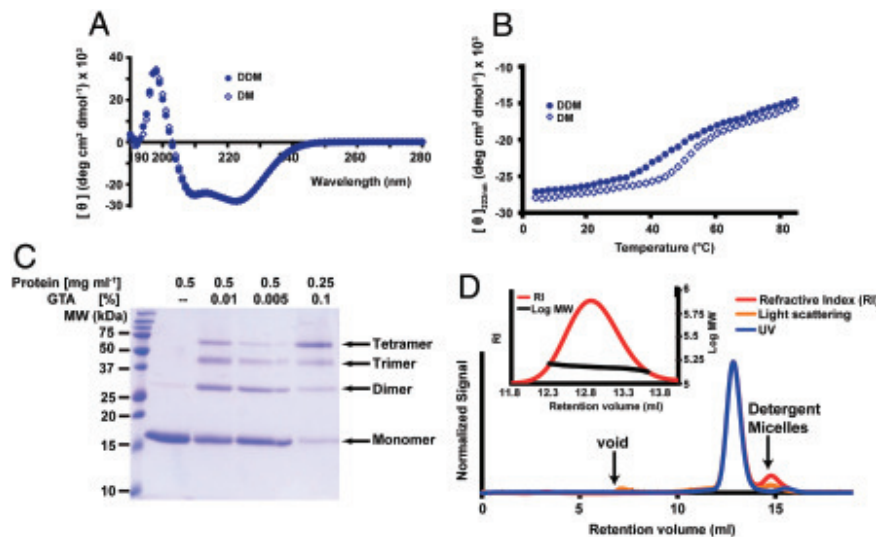 A
[ θ ] (deg cm² dmol⁻¹) x 10³
40
20
0
-20
-30
190 200 220 240 260 280
DDM
DM
Wavelength (nm)
B
(deg cm² dmol⁻¹) x 10³
-10
-15
-20
-25
-30
0 20 40 60 80
DDM
DM
Temperature (°C)
C
Protein [mg ml⁻¹] 0.5 0.5 0.5 0.25
GTA [%] -- 0.01 0.005 0.1
MW (kDa)
75
50
37
25
20
15
10
Tetramer
Trimer
Dimer
Monomer
D
RI
Log MW
RI
6
5.75
5.5
5.25
5
Log MW
11.8 12.3 12.8 13.3 13.8
Retention volume (ml)
Refractive Index (RI)
Light scattering
UV
Normalized Signal
void
Detergent
Micelles
0 5 10 15
Retention volume (ml)